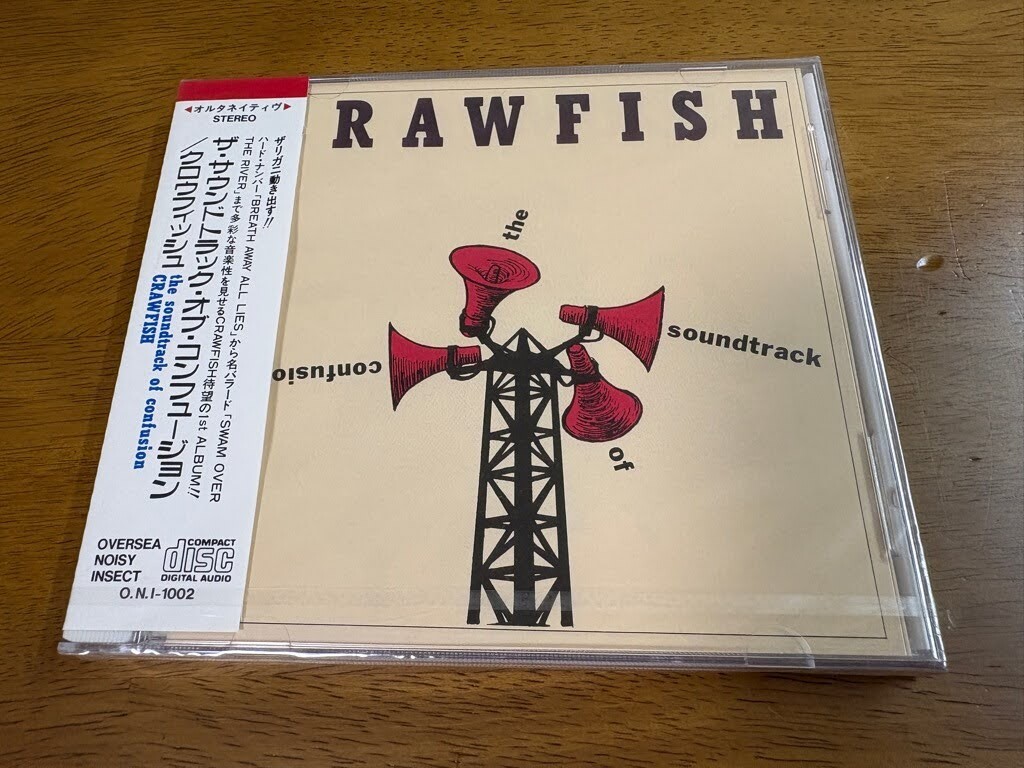 ◀オルタネイティヴ▶
STEREO
ザリガニ動き出す!!
ハード・ナンバー「BREATH AWAY ALL LIES」から名バラード「SWAM OVER
THE RIVER」まで多彩な音楽性を見せるCRAWFISH待望の1st ALBUM!!
ザ・サウンドトラック・オブ・コンフュージョン
/クロウフィッシュ
the soundtrack of confusion
CRAWFISH
OVERSEA
NOISY
INSECT
COMPACT
disc
DIGITAL AUDIO
O.N.I-1002
RAWFISH
the
soundtrack
of
confusio